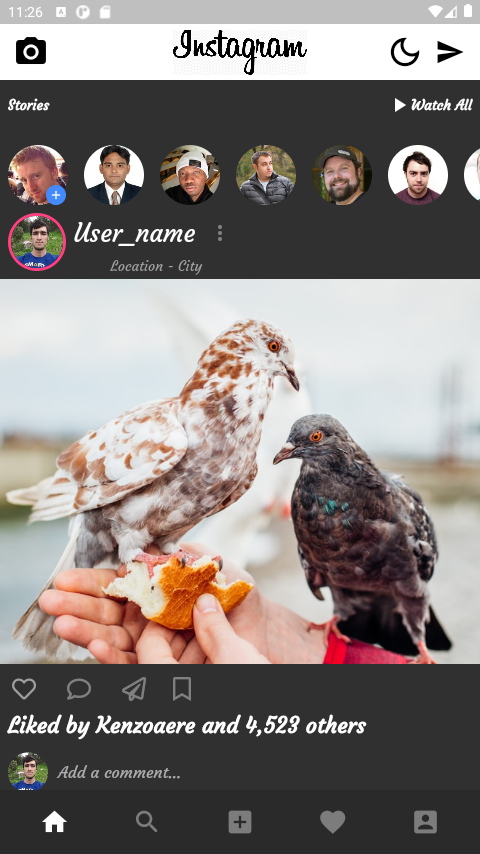 11:26
Instagram
Stories
Watch All
User_name
Location - City
Liked by Kenzoaere and 4,523 others
Add a comment...